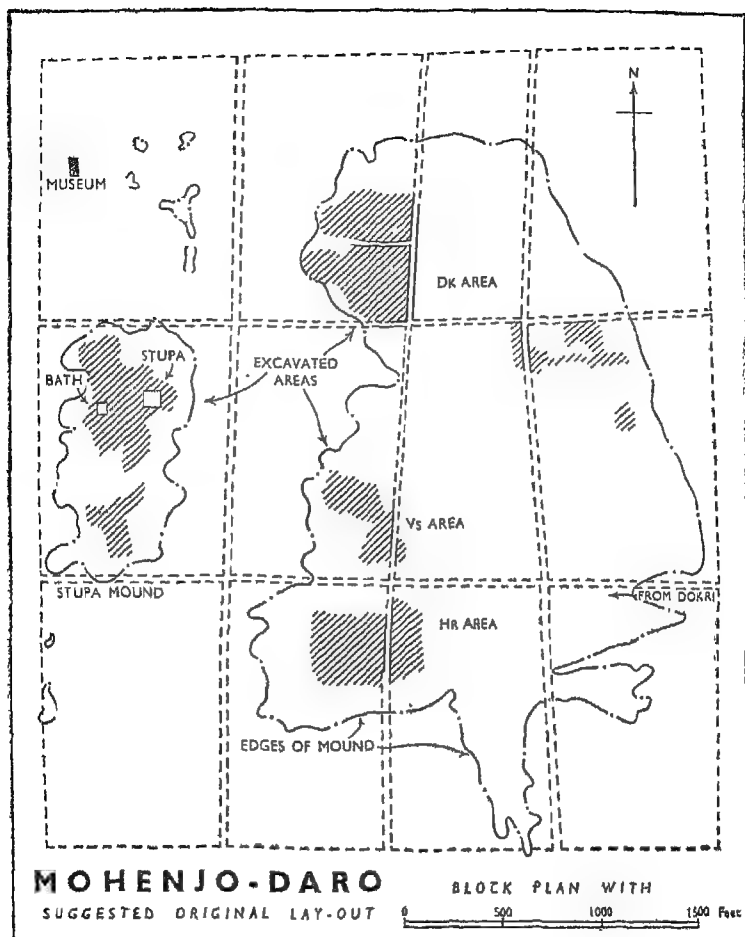 N
MUSEUM
DK AREA
STUPA
BATH
EXCAVATED
AREAS
VS AREA
STUPA MOUND
FROM DOKRI
HR AREA
EDGES OF MOUND
MOHENJO-DARO
BLOCK PLAN WITH
SUGGESTED ORIGINAL LAY-OUT
0 500 1000 1500 FEET